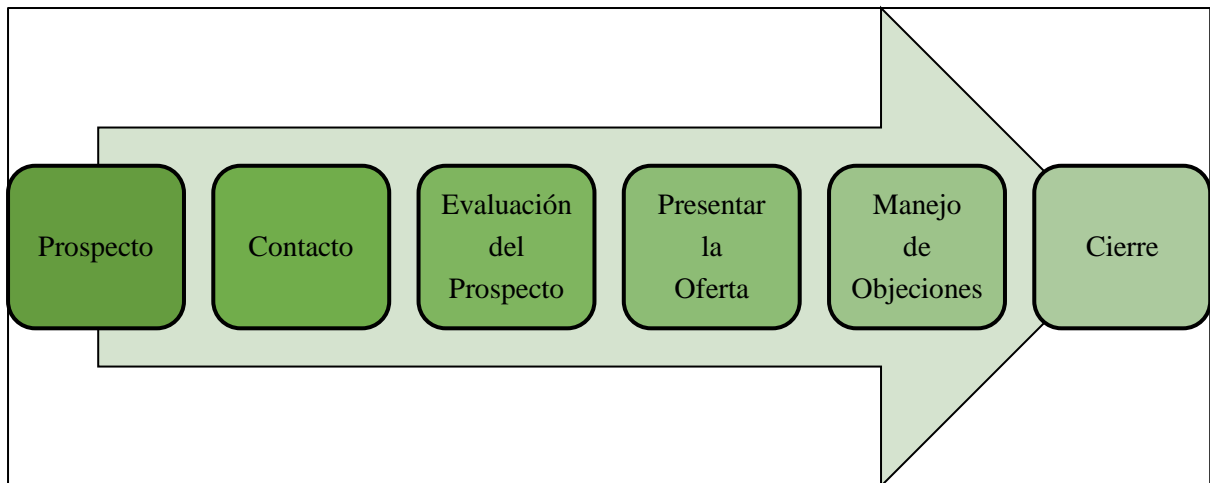 Prospecto
Contacto
Evaluación
del
Prospecto
Presentar
la
Oferta
Manejo
de
Objeciones
Cierre